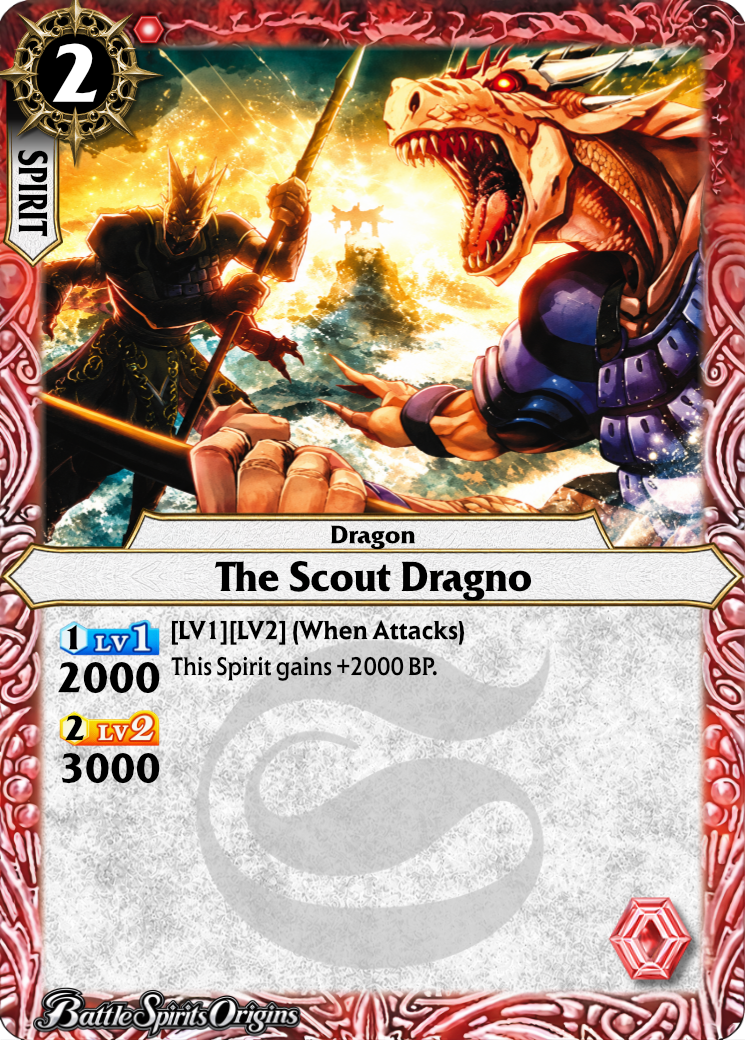 2
SPIRIT
Dragon
The Scout Dragno
1 LV1
2000
[LV1][LV2] (When Attacks)
This Spirit gains +2000 BP.
2 LV2
3000
Battle Spirits Origins